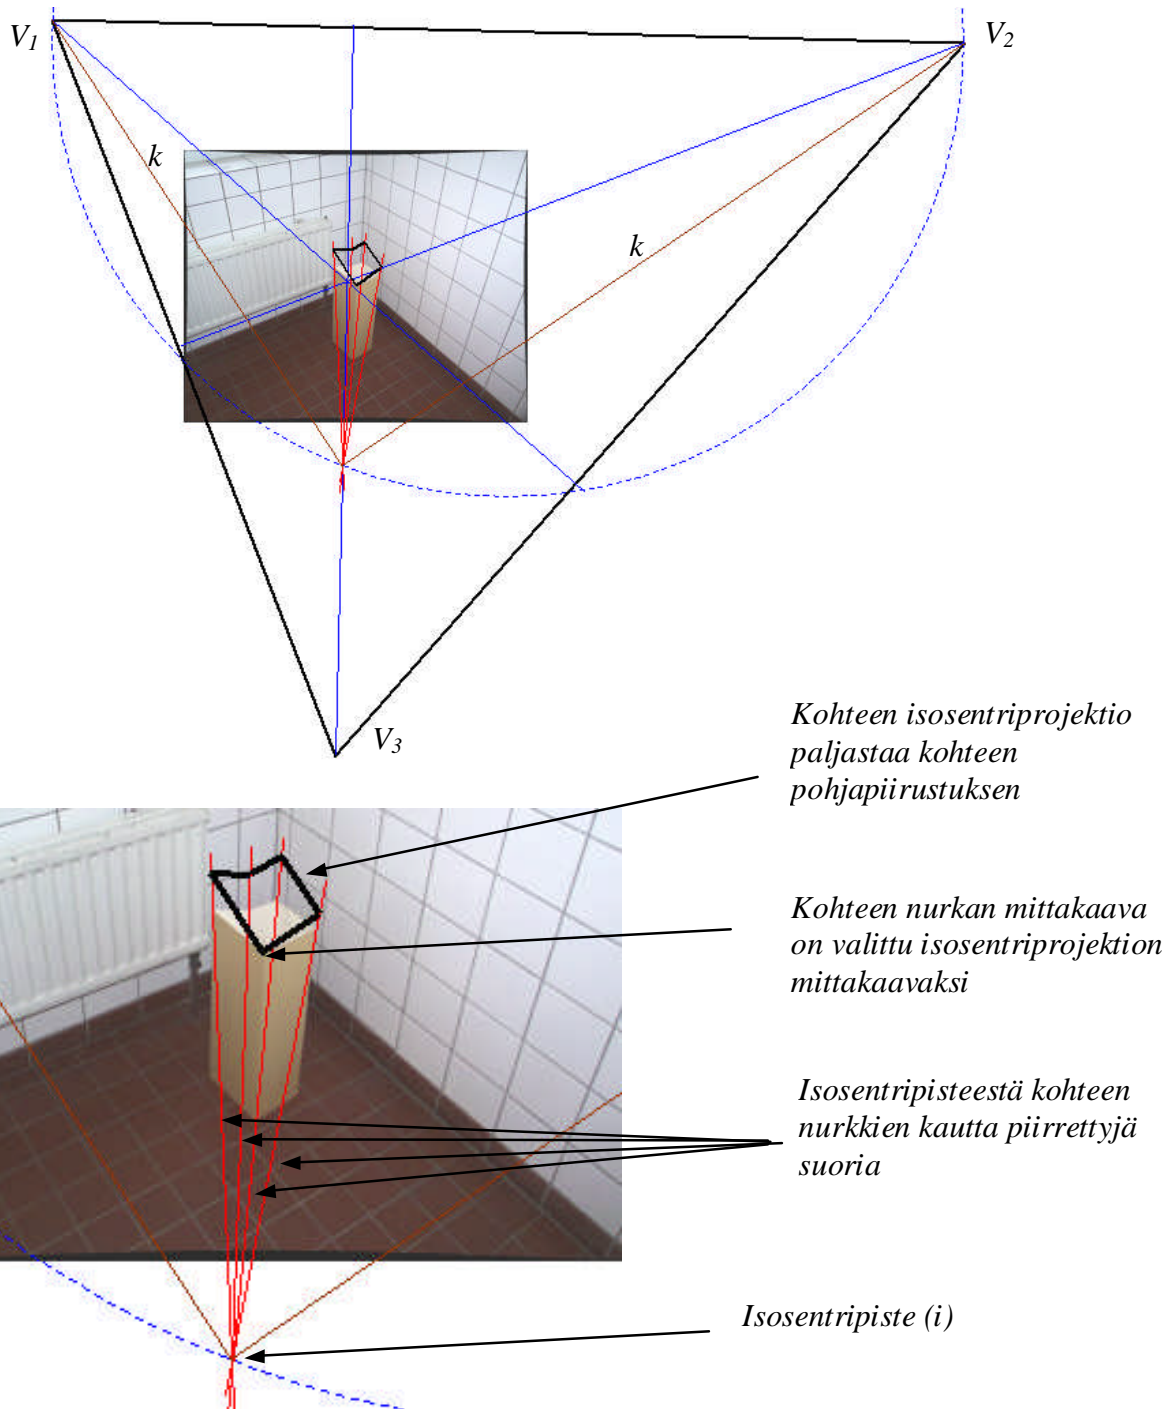 V1
V2
k
k
V3
Kohteen isosentriprojektio
paljastaa kohteen
pohjapiirustuksen
Kohteen nurkan mittakaava
on valittu isosentriprojektion
mittakaavaksi
Isosentripisteestä kohteen
nurkkien kautta piirrettyjä
suoria
Isosentripiste (i)